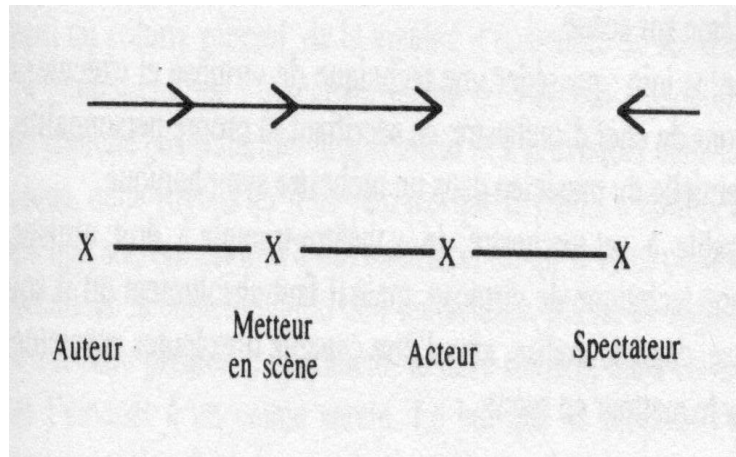 X X X X
Auteur
Metteur
en scène
Acteur
Spectateur